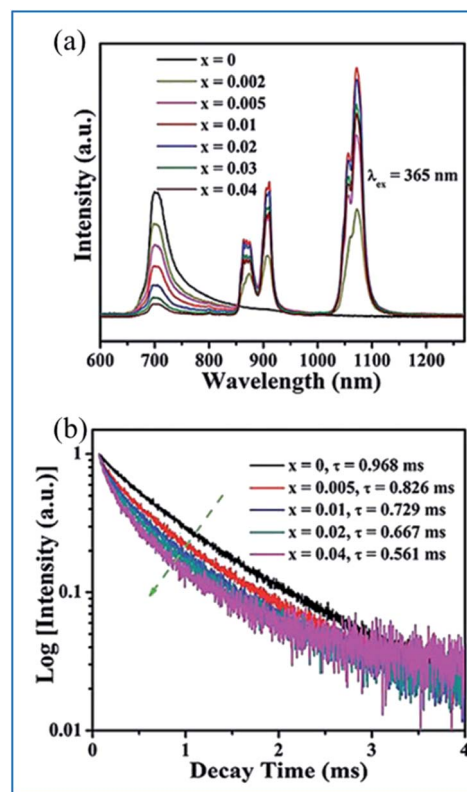 (a)
x = 0
x = 0.002
x = 0.005
x = 0.01
x = 0.02
x = 0.03
x = 0.04
λex = 365 nm
Intensity (a.u.)
600 700 800 900 1000 1100 1200
Wavelength (nm)
(b)
x = 0, τ = 0.968 ms
x = 0.005, τ = 0.826 ms
x = 0.01, τ = 0.729 ms
x = 0.02, τ = 0.667 ms
x = 0.04, τ = 0.561 ms
Log [Intensity (a.u.)]
1
0.1
0.01
0 1 2 3 4
Decay Time (ms)